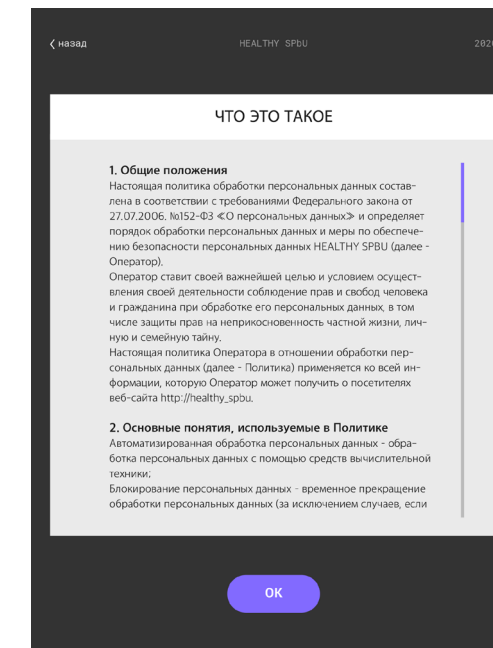 назад
HEALTHY SPbU
ЧТО ЭТО ТАКОЕ
1. Общие положения
Настоящая политика обработки персональных данных состав-
лена в соответствии с требованиями Федерального закона от
27.07.2006. №152-ФЗ ≪О персональных данных≫ и определяет
порядок обработки персональных данных и меры по обеспече-
нию безопасности персональных данных HEALTHY SPBU (далее -
Оператор).
Оператор ставит своей важнейшей целью и условием осущест-
вления своей деятельности соблюдение прав и свобод человека
и гражданина при обработке его персональных данных, в том
числе защиты прав на неприкосновенность частной жизни, лич-
ную и семейную тайну.
Настоящая политика Оператора в отношении обработки пер-
сональных данных (далее - Политика) применяется ко всей ин-
формации, которую Оператор может получить о посетителях
веб-сайта http://healthy_spbu.
2. Основные понятия, используемые в Политике
Автоматизированная обработка персональных данных - обра-
ботка персональных данных с помощью средств вычислительной
техники;
Блокирование персональных данных - временное прекращение
обработки персональных данных (за исключением случаев, если
ОК